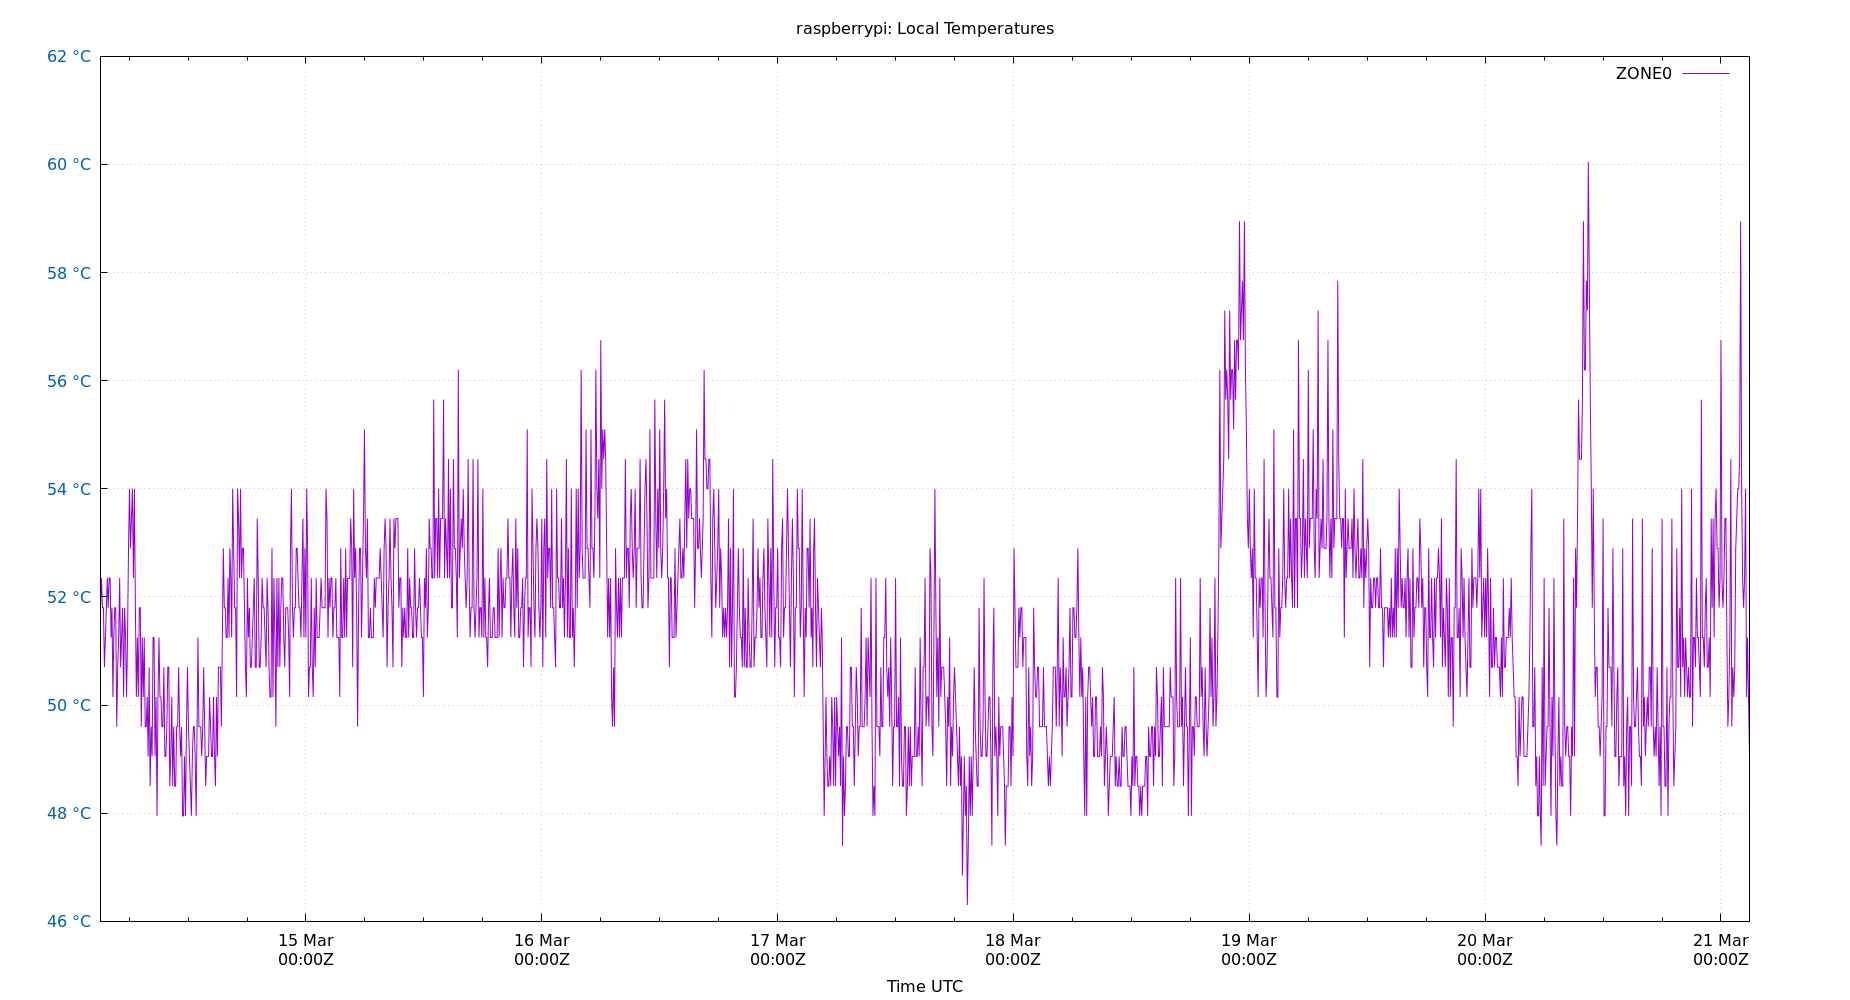 raspberrypi: Local Temperatures
62 °C
ZONE0
60 °C
58 °C
56 °C
54 °C
52 °C
50 °C
48 °C
46 °C
15 Mar 16 Mar 17 Mar 18 Mar 19 Mar 20 Mar 21 Mar
00:00Z 00:00Z 00:00Z 00:00Z 00:00Z 00:00Z 00:00Z
Time UTC